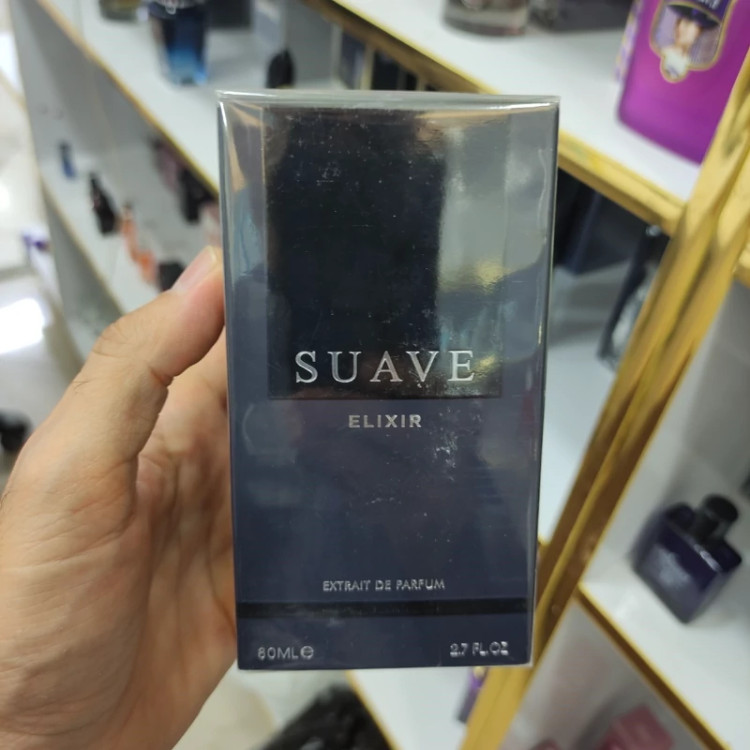 SUAVE
ELIXIR
EXTRAIT DE PARFUM
80ML℮
2.7 FL.OZ